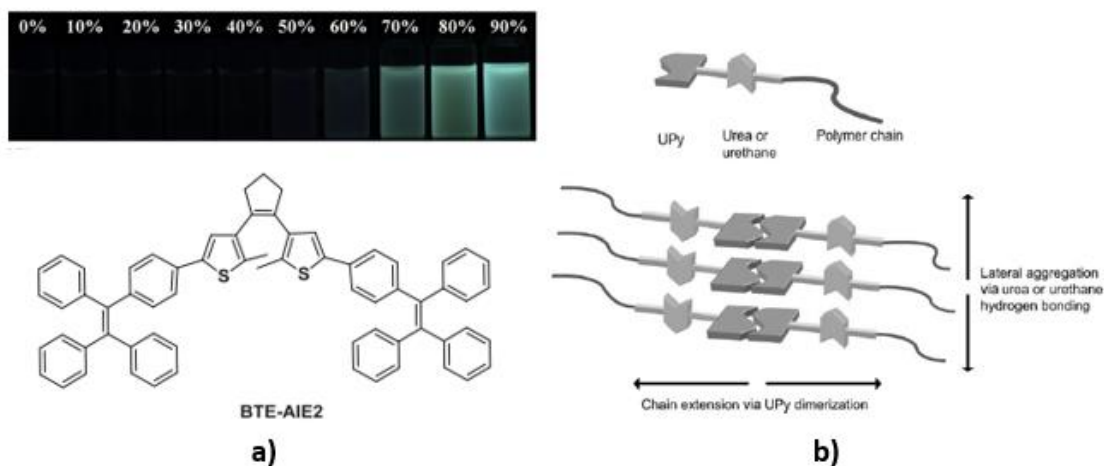 0% 10% 20% 30% 40% 50% 60% 70% 80% 90%
S
S
BTE-AIE2
a)
UPy
Urea or
urethane
Polymer chain
Lateral aggregation
via urea or urethane
hydrogen bonding
Chain extension via UPy dimerization
b)